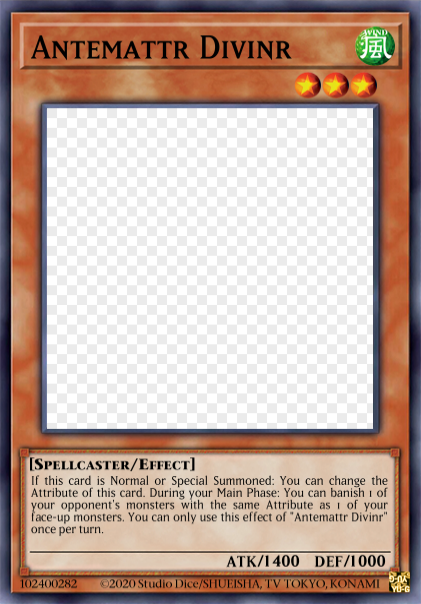 ANTEMATTR DIVINR
WIND
風
[SPELLCASTER/EFFECT]
If this card is Normal or Special Summoned: You can change the
Attribute of this card. During your Main Phase: You can banish 1 of
your opponent's monsters with the same Attribute as 1 of your
face-up monsters. You can only use this effect of "Antemattr Divinr"
once per turn.
ATK/1400 DEF/1000
102400282 ©2020 Studio Dice/SHUEISHA, TV TOKYO, KONAMI